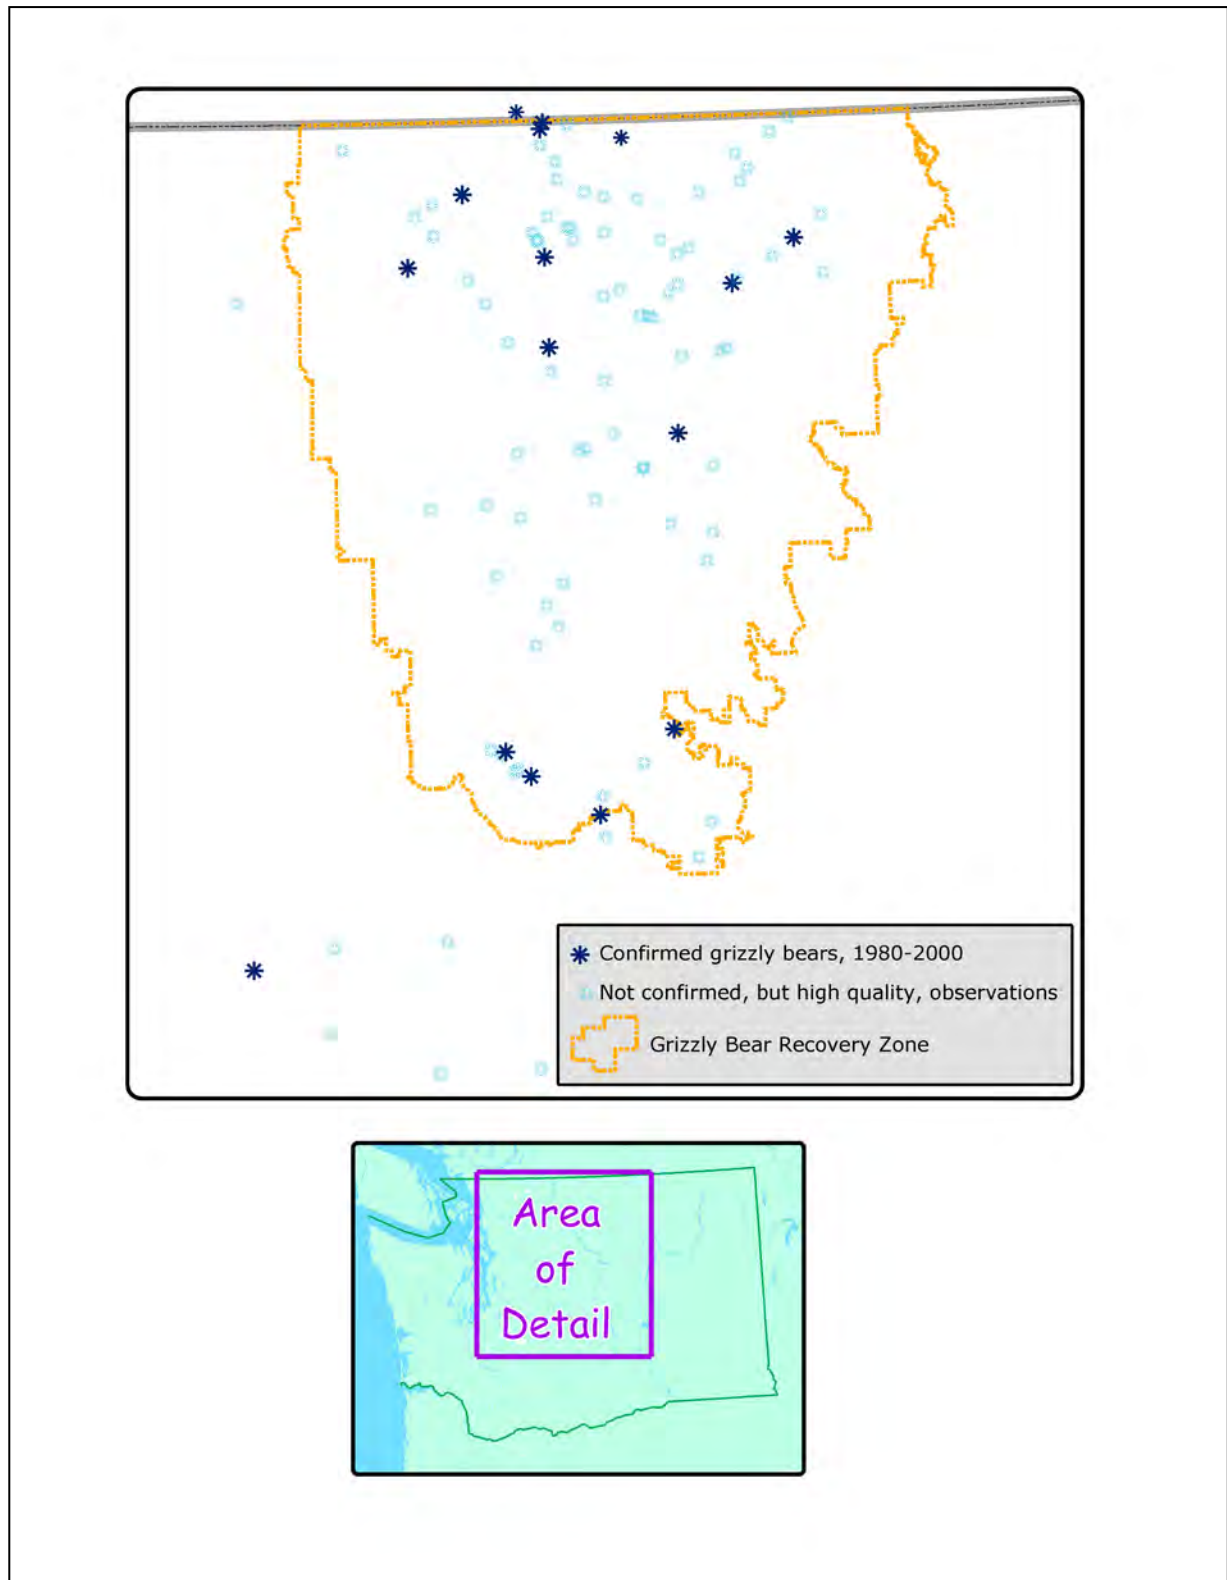 Confirmed grizzly bears, 1980-2000
Not confirmed, but high quality, observations
Grizzly Bear Recovery Zone
Area
of
Detail